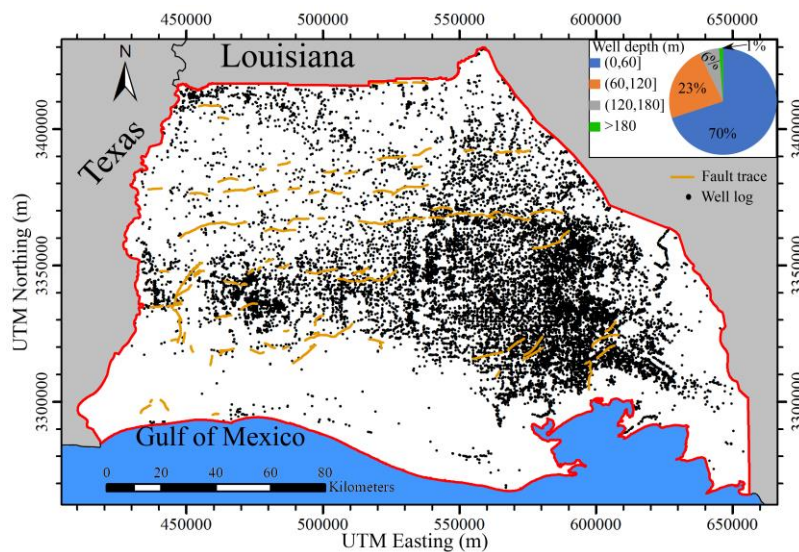 450000 500000 550000 600000 650000
N
Louisiana
Texas
Gulf of Mexico
Well depth (m)
(0,60]
(60,120]
(120,180]
>180
1%
6%
23%
70%
Fault trace
Well log
3400000
3350000
3300000
UTM Northing (m)
0 20 40 60 80
Kilometers
450000 500000 550000 600000 650000
UTM Easting (m)